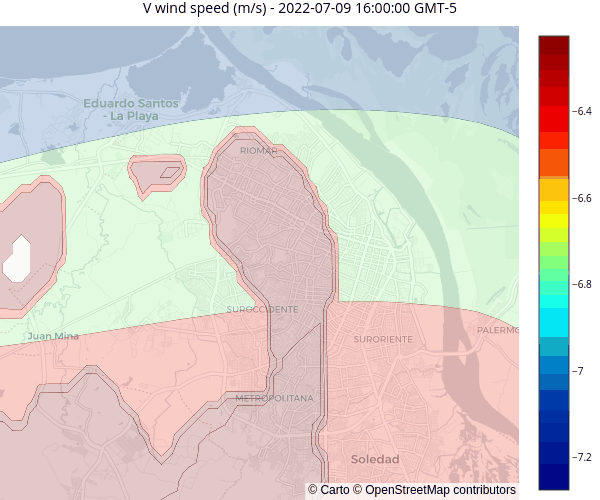 V wind speed (m/s) - 2022-07-09 16:00:00 GMT-5
Eduardo Santos
- La Playa
RIOMAR
SUROCCIDENTE
Juan Mina
SURORIENTE
PALERMO
METROPOLITANA
Soledad
© Carto © OpenStreetMap contributors
−6.4
−6.6
−6.8
−7
−7.2